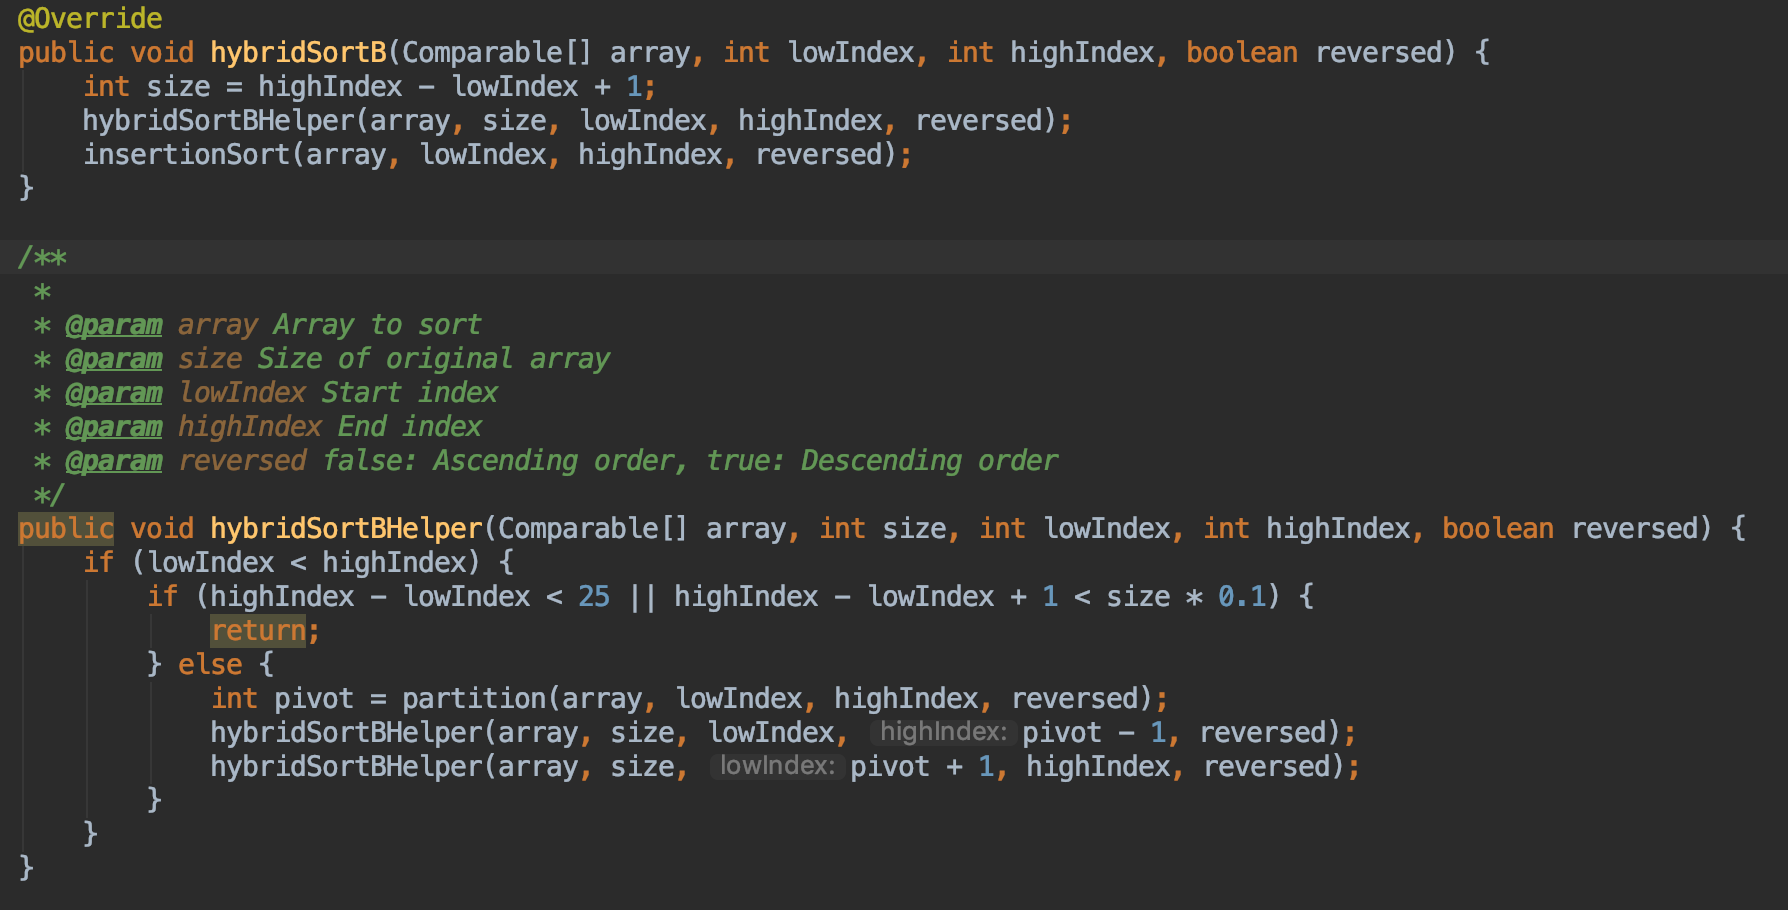 @Override
public void hybridSortB(Comparable[] array, int lowIndex, int highIndex, boolean reversed) {
    int size = highIndex - lowIndex + 1;
    hybridSortBHelper(array, size, lowIndex, highIndex, reversed);
    insertionSort(array, lowIndex, highIndex, reversed);
}

/**
 *
 * @param array Array to sort
 * @param size Size of original array
 * @param lowIndex Start index
 * @param highIndex End index
 * @param reversed false: Ascending order, true: Descending order
 */
public void hybridSortBHelper(Comparable[] array, int size, int lowIndex, int highIndex, boolean reversed) {
    if (lowIndex < highIndex) {
        if (highIndex - lowIndex < 25 || highIndex - lowIndex + 1 < size * 0.1) {
            return;
        } else {
            int pivot = partition(array, lowIndex, highIndex, reversed);
            hybridSortBHelper(array, size, lowIndex, highIndex: pivot - 1, reversed);
            hybridSortBHelper(array, size, lowIndex: pivot + 1, highIndex, reversed);
        }
    }
}